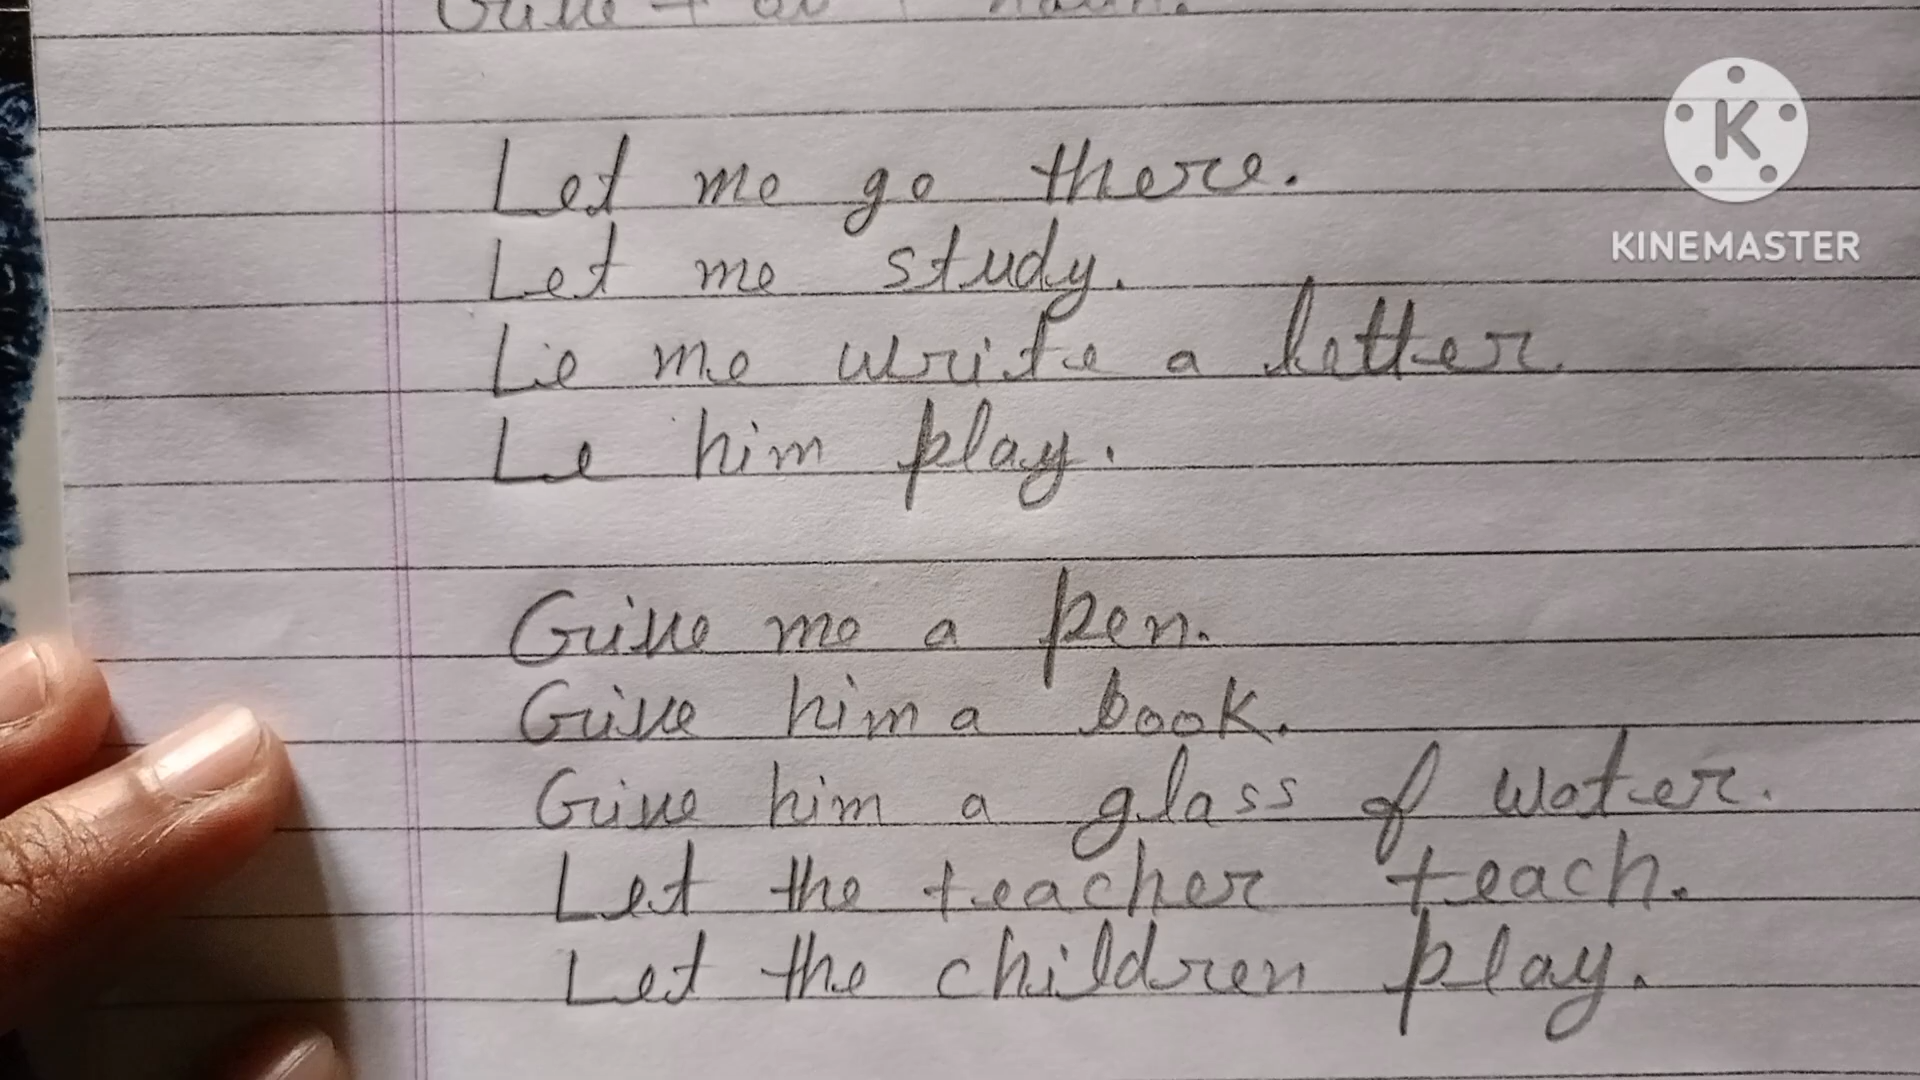 Let me go there.
Let me study.
Lie me write a letter.
Le him play.
Give me a pen.
Give him a book.
Give him a glass of water.
Let the teacher teach.
Let the children play.
KINEMASTER